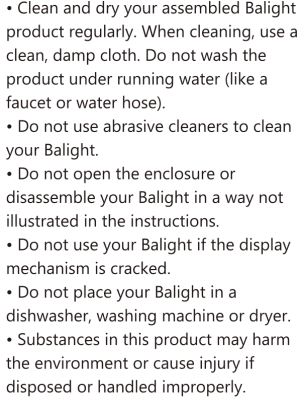 • Clean and dry your assembled Balight
product regularly. When cleaning, use a
clean, damp cloth. Do not wash the
product under running water (like a
faucet or water hose).
• Do not use abrasive cleaners to clean
your Balight.
• Do not open the enclosure or
disassemble your Balight in a way not
illustrated in the instructions.
• Do not use your Balight if the display
mechanism is cracked.
• Do not place your Balight in a
dishwasher, washing machine or dryer.
• Substances in this product may harm
the environment or cause injury if
disposed or handled improperly.